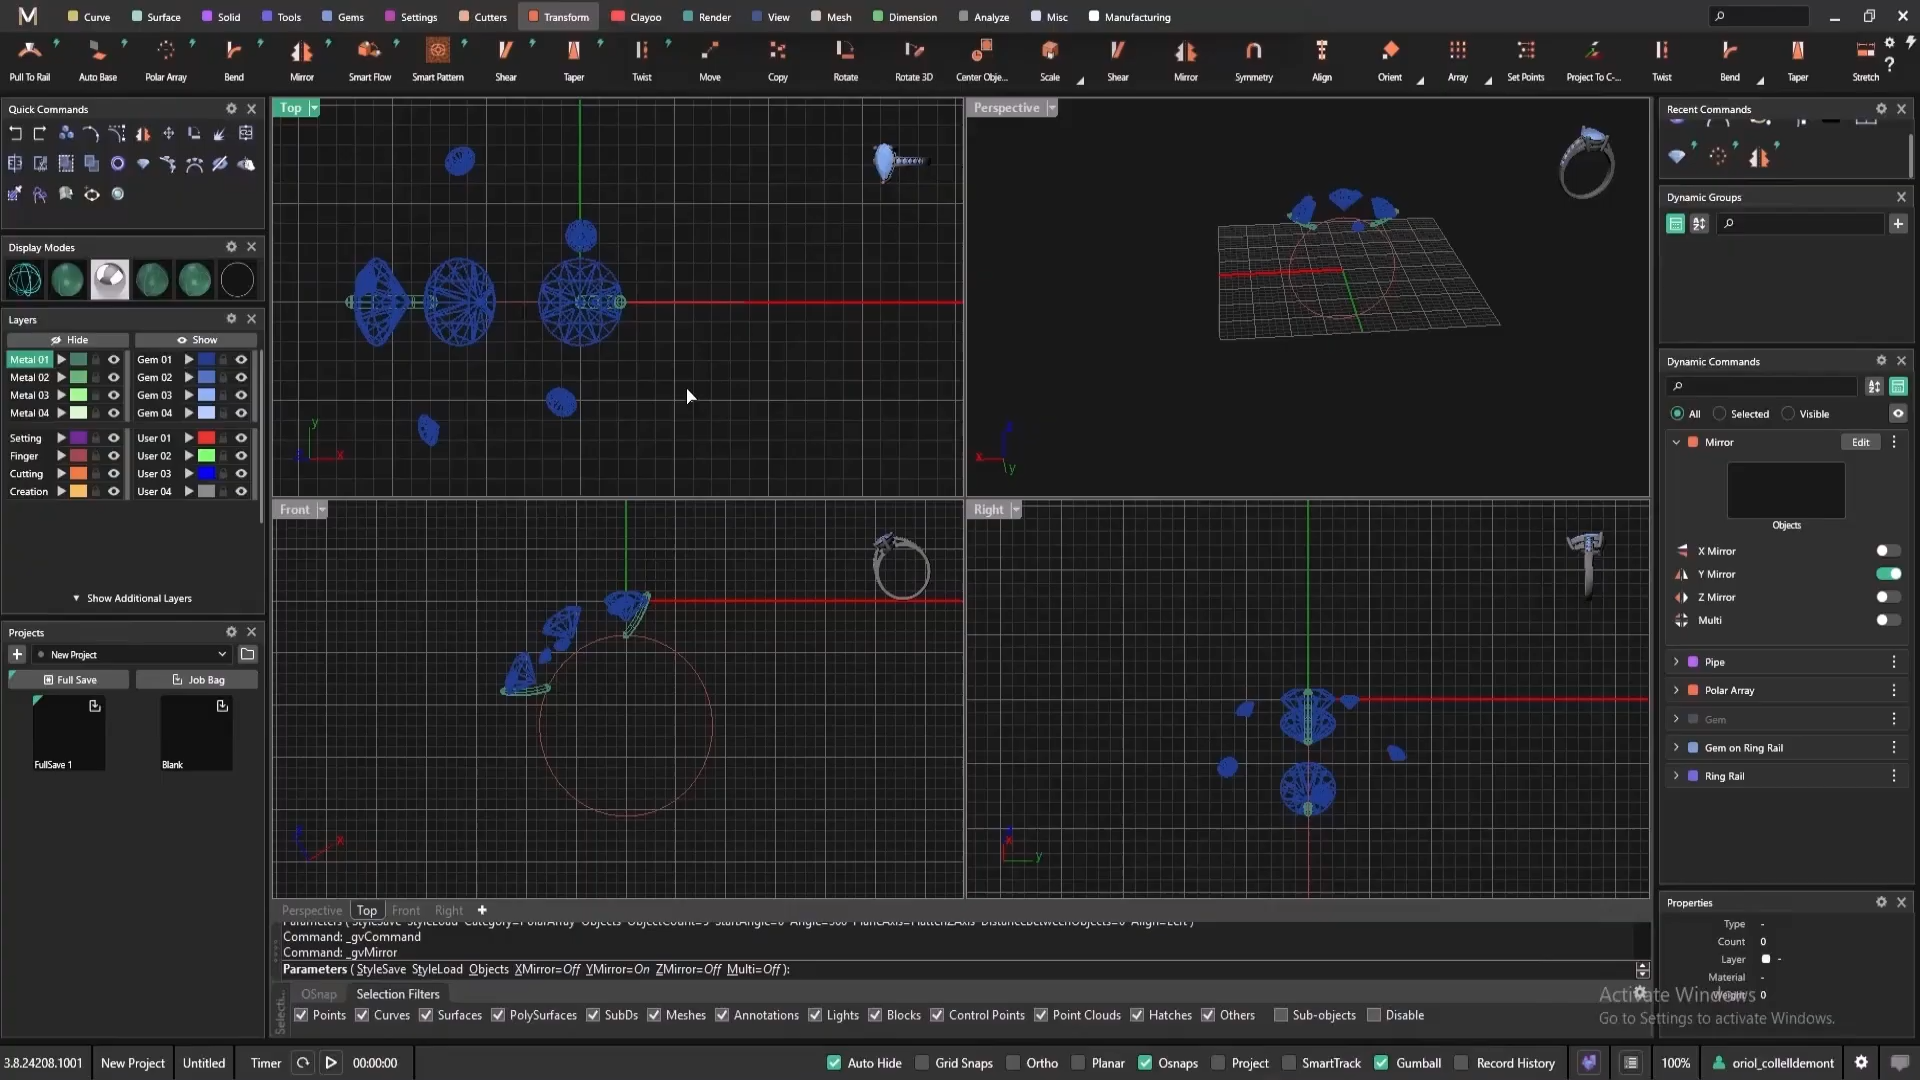 Curve Surface Solid Tools Gems Settings Cutters Transform Clayoo Render View Mesh Dimension Analyze Misc Manufacturing
Pull To Rail Auto Base Polar Array Bend Mirror Smart Flow Smart Pattern Shear Taper Twist Move Copy Rotate Rotate 3D Center Obje... Scale Shear Mirror Symmetry Align Orient Array Set Points Project To C-... Twist Bend Taper Stretch
Quick Commands
Display Modes
Layers
Hide Show
Metal 01 Gem 01
Metal 02 Gem 02
Metal 03 Gem 03
Metal 04 Gem 04
Setting User 01
Finger User 02
Cutting User 03
Creation User 04
Show Additional Layers
Projects
New Project
Full Save Job Bag
FullSave 1 Blank
Top
y
x
Perspective
x
y
Front
x
Right
x
y
Perspective Top Front Right
Command: _gvCommand
Command: _gvMirror
Parameters ( StyleSave StyleLoad Objects XMirror=Off YMirror=On ZMirror=Off Multi=Off ):
OSnap Selection Filters
Points Curves Surfaces PolySurfaces SubDs Meshes Annotations Lights Blocks Control Points Point Clouds Hatches Others Sub-objects Disable
Recent Commands
Dynamic Groups
Dynamic Commands
All Selected Visible
Mirror Edit
Objects
X Mirror
Y Mirror
Z Mirror
Multi
Pipe
Polar Array
Gem
Gem on Ring Rail
Ring Rail
Properties
Type -
Count 0
Layer -
Material -
Weight 0
Activate Windows
Go to Settings to activate Windows.
3.8.24208.1001 New Project Untitled Timer 00:00:00 Auto Hide Grid Snaps Ortho Planar Osnaps Project SmartTrack Gumball Record History 100% oriol_collelldemont